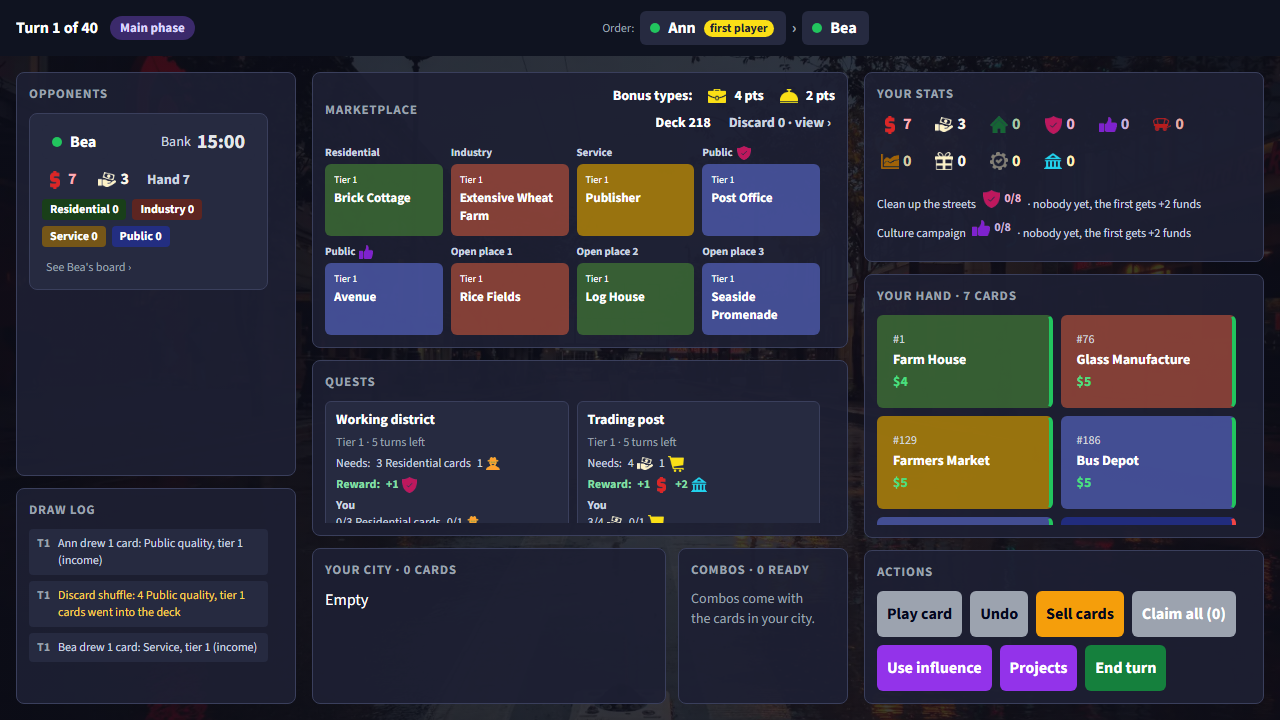 Turn 1 of 40 Main phase Order: Ann first player › Bea
OPPONENTS
Bea Bank 15:00
7 3 Hand 7
Residential 0 Industry 0
Service 0 Public 0
See Bea's board ›
DRAW LOG
T1 Ann drew 1 card: Public quality, tier 1
(income)
T1 Discard shuffle: 4 Public quality, tier 1
cards went into the deck
T1 Bea drew 1 card: Service, tier 1 (income)
MARKETPLACE
Bonus types: 4 pts 2 pts
Deck 218 Discard 0 · view ›
Residential Industry Service Public
Tier 1 Tier 1 Tier 1 Tier 1
Brick Cottage Extensive Wheat Publisher Post Office
Farm
Public Open place 1 Open place 2 Open place 3
Tier 1 Tier 1 Tier 1 Tier 1
Avenue Rice Fields Log House Seaside
Promenade
QUESTS
Working district
Tier 1 · 5 turns left
Needs: 3 Residential cards 1
Reward: +1
You
0/3 Residential cards 0/1
Trading post
Tier 1 · 5 turns left
Needs: 4 1
Reward: +1 +2
You
3/4 0/1
YOUR CITY · 0 CARDS
Empty
COMBOS · 0 READY
Combos come with
the cards in your city.
YOUR STATS
$ 7 3 0 0 0 0
0 0 0 0
Clean up the streets 0/8 · nobody yet, the first gets +2 funds
Culture campaign 0/8 · nobody yet, the first gets +2 funds
YOUR HAND · 7 CARDS
#1 #76
Farm House Glass Manufacture
$4 $5
#129 #186
Farmers Market Bus Depot
$5 $5
ACTIONS
Play card Undo Sell cards Claim all (0)
Use influence Projects End turn